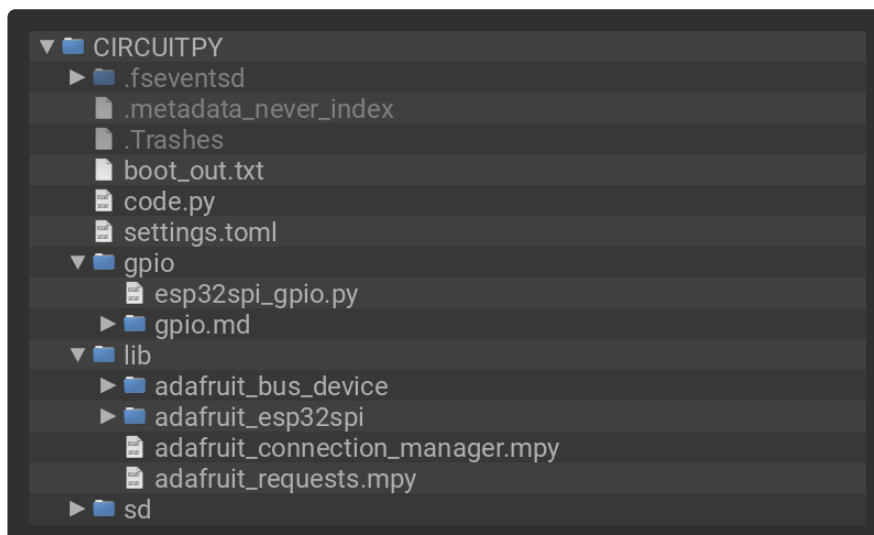 CIRCUITPY
.fseventsd
.metadata_never_index
.Trashes
boot_out.txt
code.py
settings.toml
gpio
esp32spi_gpio.py
gpio.md
lib
adafruit_bus_device
adafruit_esp32spi
adafruit_connection_manager.mpy
adafruit_requests.mpy
sd